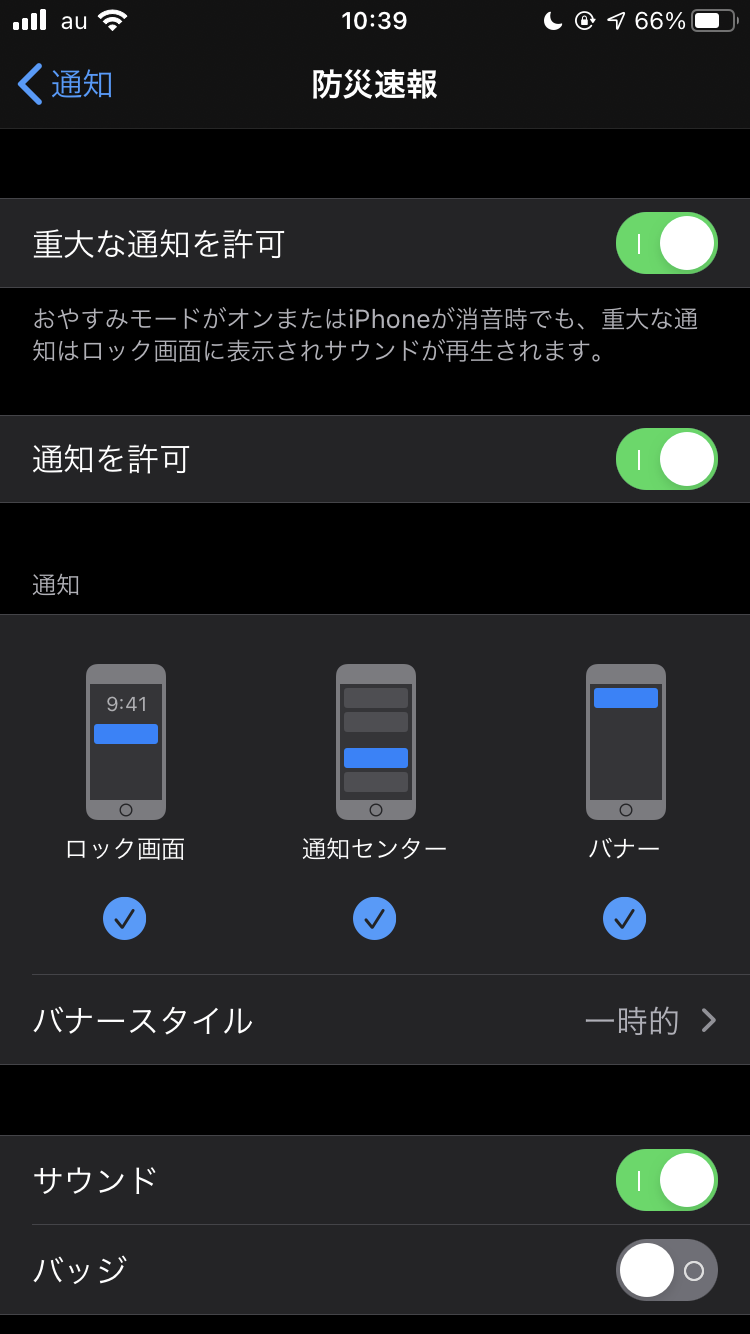 au 10:39 66%
通知 防災速報
重大な通知を許可
おやすみモードがオンまたはiPhoneが消音時でも、重大な通
知はロック画面に表示されサウンドが再生されます。
通知を許可
通知
9:41
ロック画面 通知センター バナー
バナースタイル 一時的
サウンド
バッジ